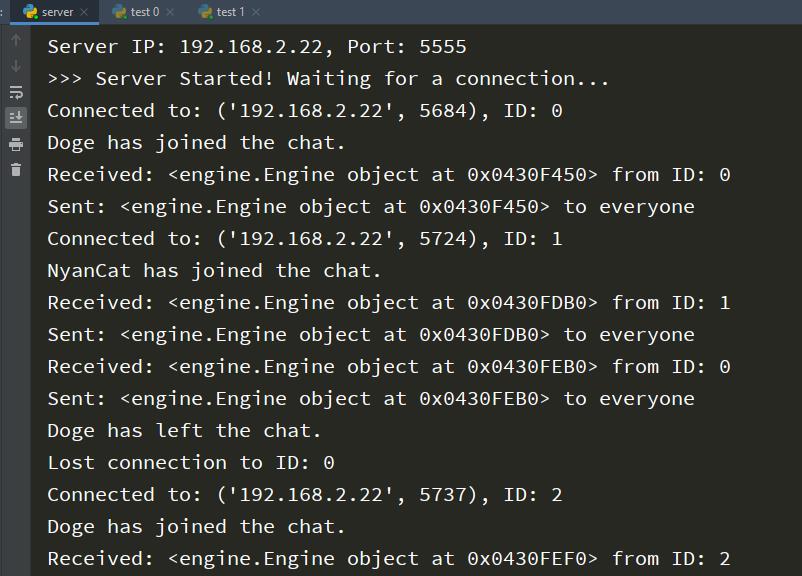 server test 0 test 1
Server IP: 192.168.2.22, Port: 5555
>>> Server Started! Waiting for a connection...
Connected to: ('192.168.2.22', 5684), ID: 0
Doge has joined the chat.
Received: <engine.Engine object at 0x0430F450> from ID: 0
Sent: <engine.Engine object at 0x0430F450> to everyone
Connected to: ('192.168.2.22', 5724), ID: 1
NyanCat has joined the chat.
Received: <engine.Engine object at 0x0430FDB0> from ID: 1
Sent: <engine.Engine object at 0x0430FDB0> to everyone
Received: <engine.Engine object at 0x0430FEB0> from ID: 0
Sent: <engine.Engine object at 0x0430FEB0> to everyone
Doge has left the chat.
Lost connection to ID: 0
Connected to: ('192.168.2.22', 5737), ID: 2
Doge has joined the chat.
Received: <engine.Engine object at 0x0430FEF0> from ID: 2